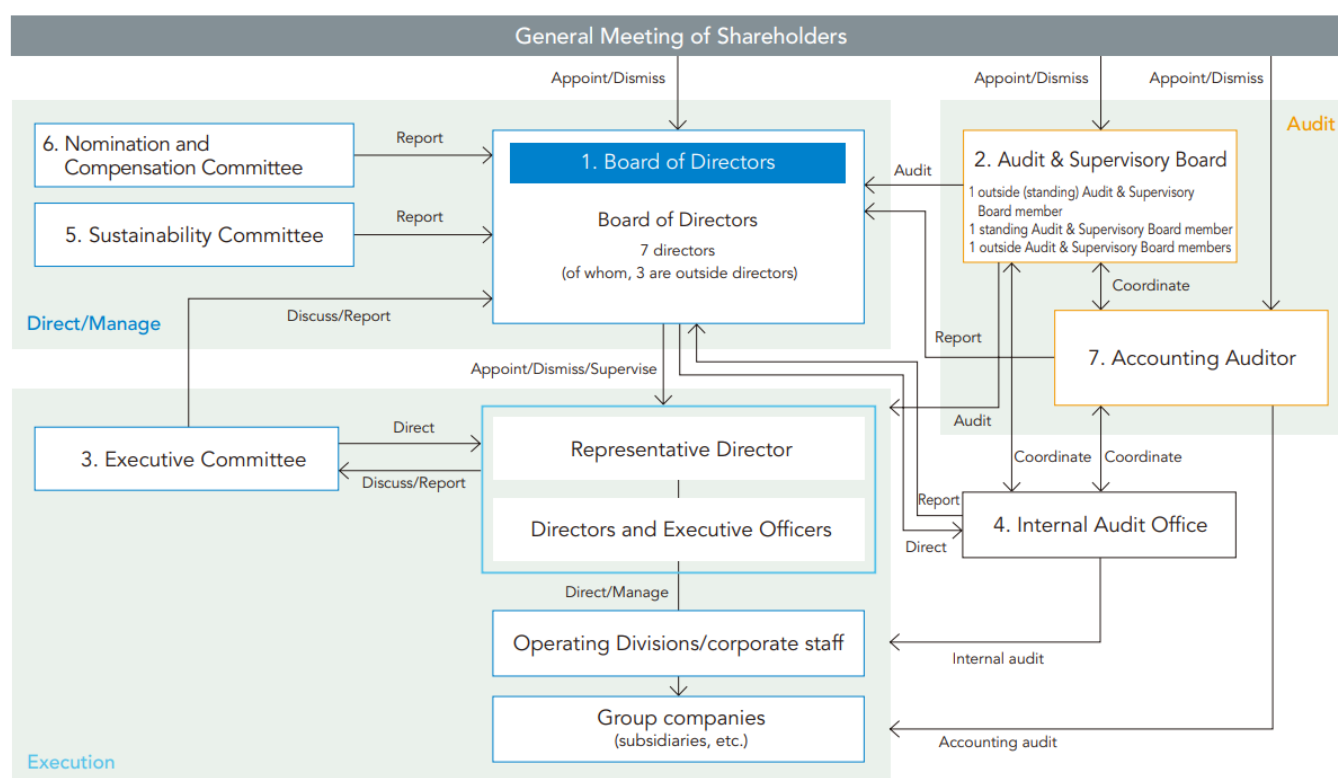 General Meeting of Shareholders
Appoint/Dismiss
Appoint/Dismiss
Appoint/Dismiss
6. Nomination and
Compensation Committee
Report
1. Board of Directors
Board of Directors
7 directors
(of whom, 3 are outside directors)
5. Sustainability Committee
Report
Discuss/Report
Direct/Manage
Audit
2. Audit & Supervisory Board
1 outside (standing) Audit & Supervisory
Board member
1 standing Audit & Supervisory Board member
1 outside Audit & Supervisory Board members
Audit
Coordinate
Report
7. Accounting Auditor
Appoint/Dismiss/Supervise
Audit
3. Executive Committee
Direct
Discuss/Report
Representative Director
Directors and Executive Officers
Coordinate
Coordinate
Report
Direct
4. Internal Audit Office
Direct/Manage
Operating Divisions/corporate staff
Internal audit
Group companies
(subsidiaries, etc.)
Accounting audit
Execution